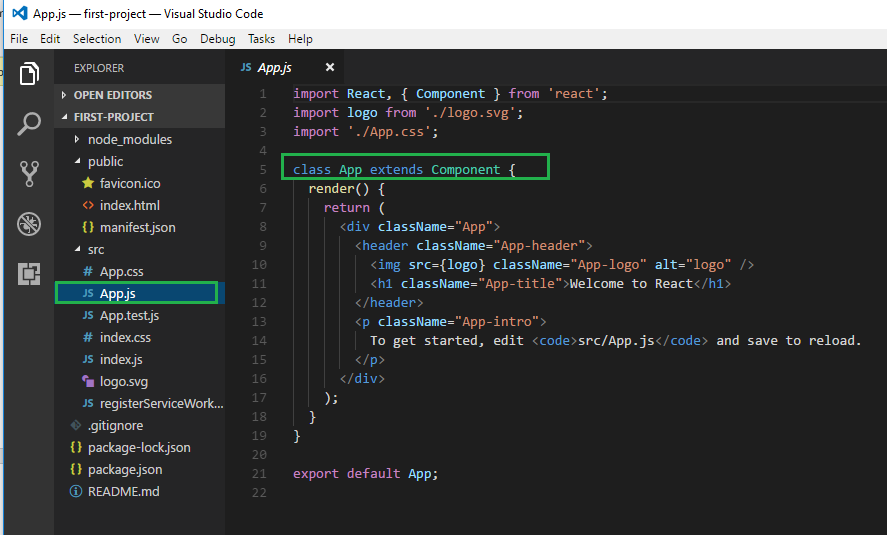 App.js — first-project — Visual Studio Code
File Edit Selection View Go Debug Tasks Help
EXPLORER
OPEN EDITORS
FIRST-PROJECT
node_modules
public
favicon.ico
<> index.html
{} manifest.json
src
# App.css
JS App.js
JS App.test.js
# index.css
JS index.js
logo.svg
JS registerServiceWork...
.gitignore
{} package-lock.json
{} package.json
README.md
JS App.js ×
1 import React, { Component } from 'react';
2 import logo from './logo.svg';
3 import './App.css';
4
5 class App extends Component {
6 render() {
7 return (
8 <div className="App">
9 <header className="App-header">
10 <img src={logo} className="App-logo" alt="logo" />
11 <h1 className="App-title">Welcome to React</h1>
12 </header>
13 <p className="App-intro">
14 To get started, edit <code>src/App.js</code> and save to reload.
15 </p>
16 </div>
17 );
18 }
19 }
20
21 export default App;
22